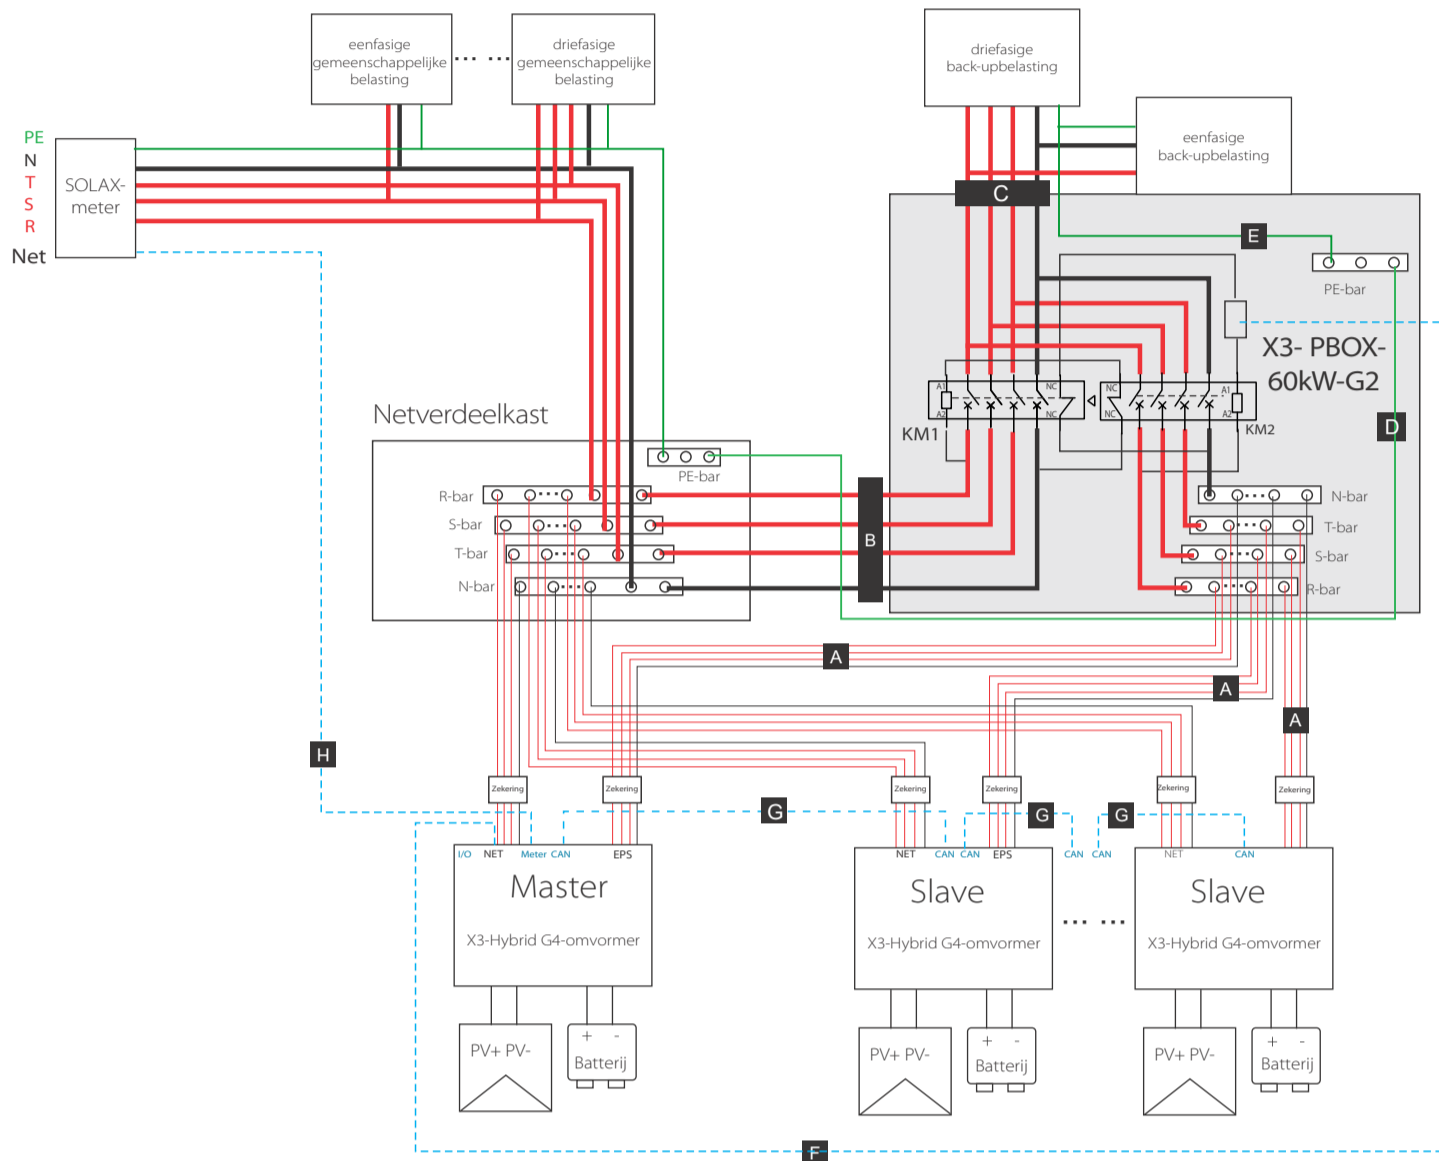 eenfasige
gemeenschappelijke
belasting
driefasige
gemeenschappelijke
belasting
driefasige
back-upbelasting
eenfasige
back-upbelasting
PE
N
T
S
R
Net
SOLAX-
meter
C
E
PE-bar
X3- PBOX-
60kW-G2
A1
A2
NC
NC
NC
NC
A1
A2
KM1
KM2
D
Netverdeelkast
PE-bar
R-bar
S-bar
T-bar
N-bar
B
N-bar
T-bar
S-bar
R-bar
A
A
A
H
Zekering
Zekering
Zekering
Zekering
Zekering
Zekering
G
G
G
I/O
NET
Meter
CAN
EPS
NET
CAN
CAN
EPS
CAN
CAN
NET
CAN
Master
X3-Hybrid G4-omvormer
Slave
X3-Hybrid G4-omvormer
Slave
X3-Hybrid G4-omvormer
PV+ PV-
+ -
Batterij
PV+ PV-
+ -
Batterij
PV+ PV-
+ -
Batterij
F